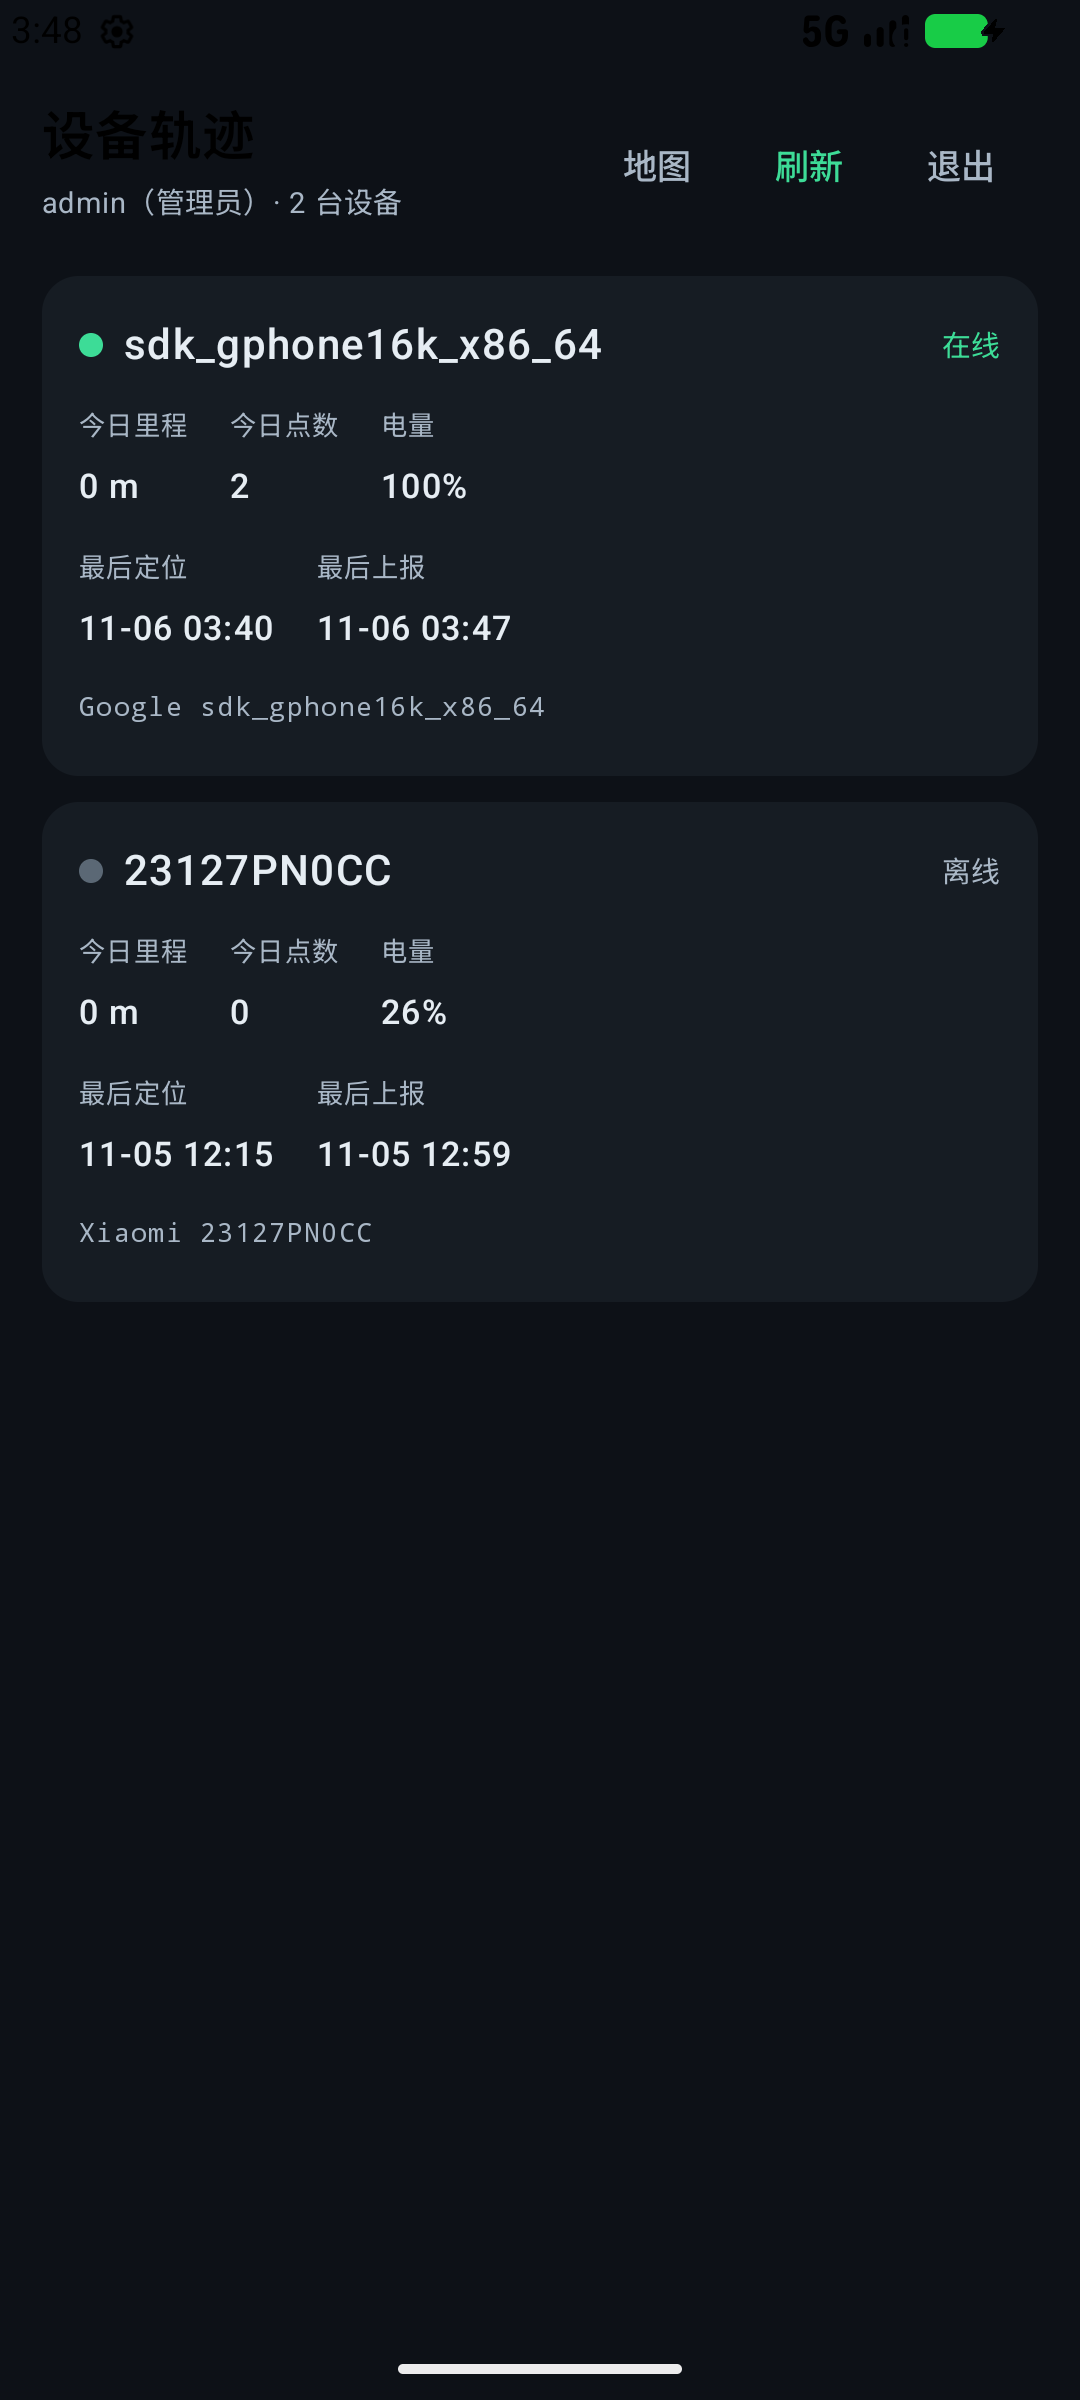 3:48 5G
设备轨迹
admin（管理员）· 2 台设备
地图 刷新 退出
sdk_gphone16k_x86_64 在线
今日里程 今日点数 电量
0 m 2 100%
最后定位 最后上报
11-06 03:40 11-06 03:47
Google sdk_gphone16k_x86_64
23127PN0CC 离线
今日里程 今日点数 电量
0 m 0 26%
最后定位 最后上报
11-05 12:15 11-05 12:59
Xiaomi 23127PN0CC